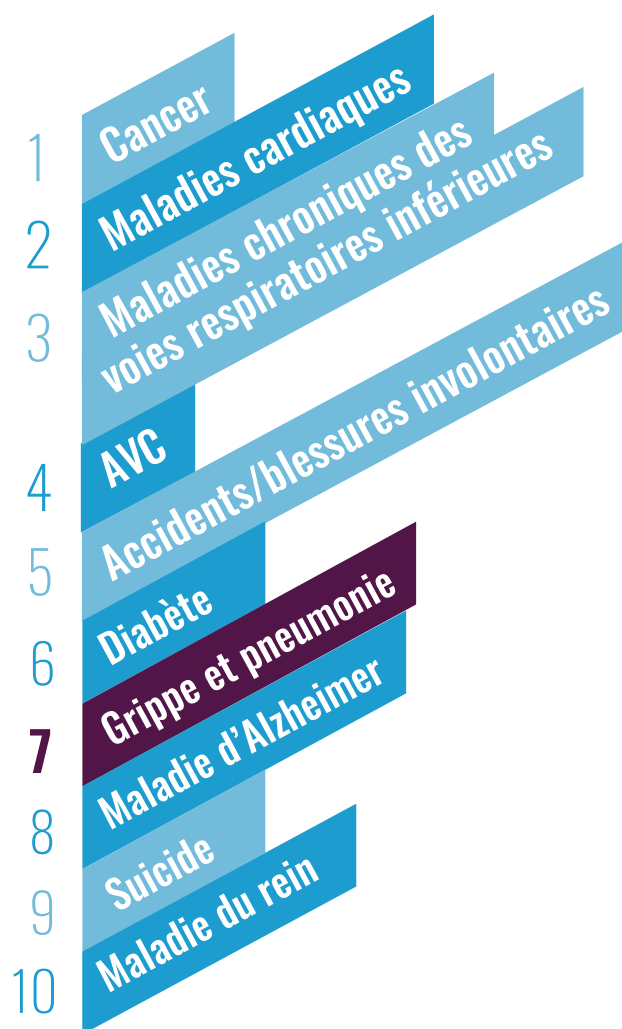 1 Cancer
2 Maladies cardiaques
3 Maladies chroniques des
voies respiratoires inférieures
4 AVC
5 Accidents/blessures involontaires
6 Diabète
7 Grippe et pneumonie
8 Maladie d'Alzheimer
9 Suicide
10 Maladie du rein